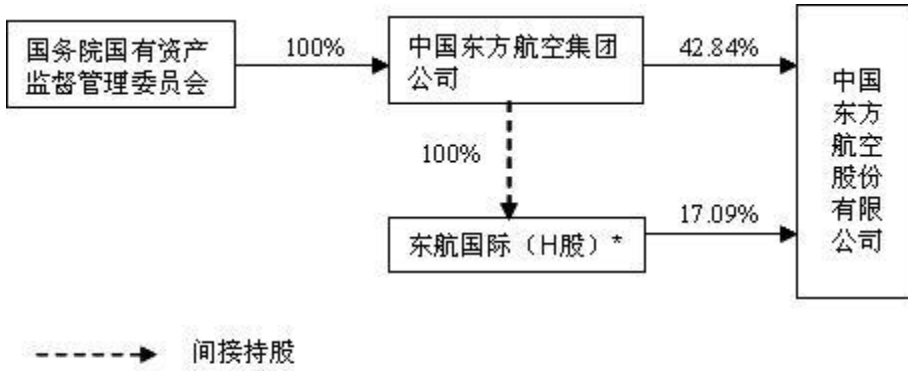 国务院国有资产
监督管理委员会
100%
中国东方航空集团
公司
42.84%
100%
东航国际（H股）*
17.09%
中国
东方
航空
股份
有限
公司
间接持股